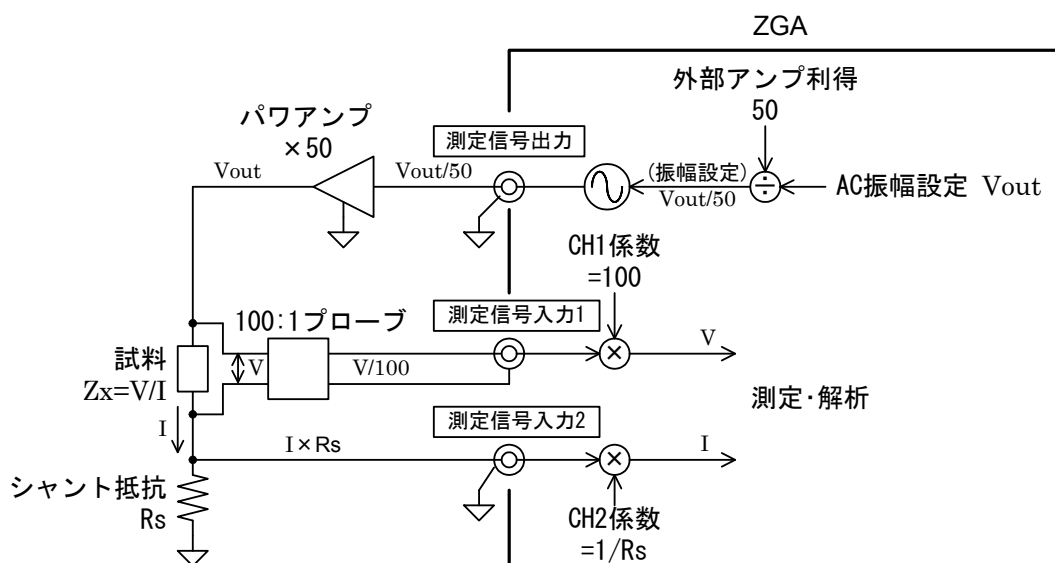 ZGA
外部アンプ利得
50
パワアンプ
×50
測定信号出力
Vout
Vout/50
(振幅設定)
Vout/50
÷
AC振幅設定 Vout
CH1係数
=100
100:1プローブ
測定信号入力1
V
試料
Zx=V/I
V
V/100
×
測定･解析
I
測定信号入力2
I×Rs
×
I
シャント抵抗
Rs
CH2係数
=1/Rs